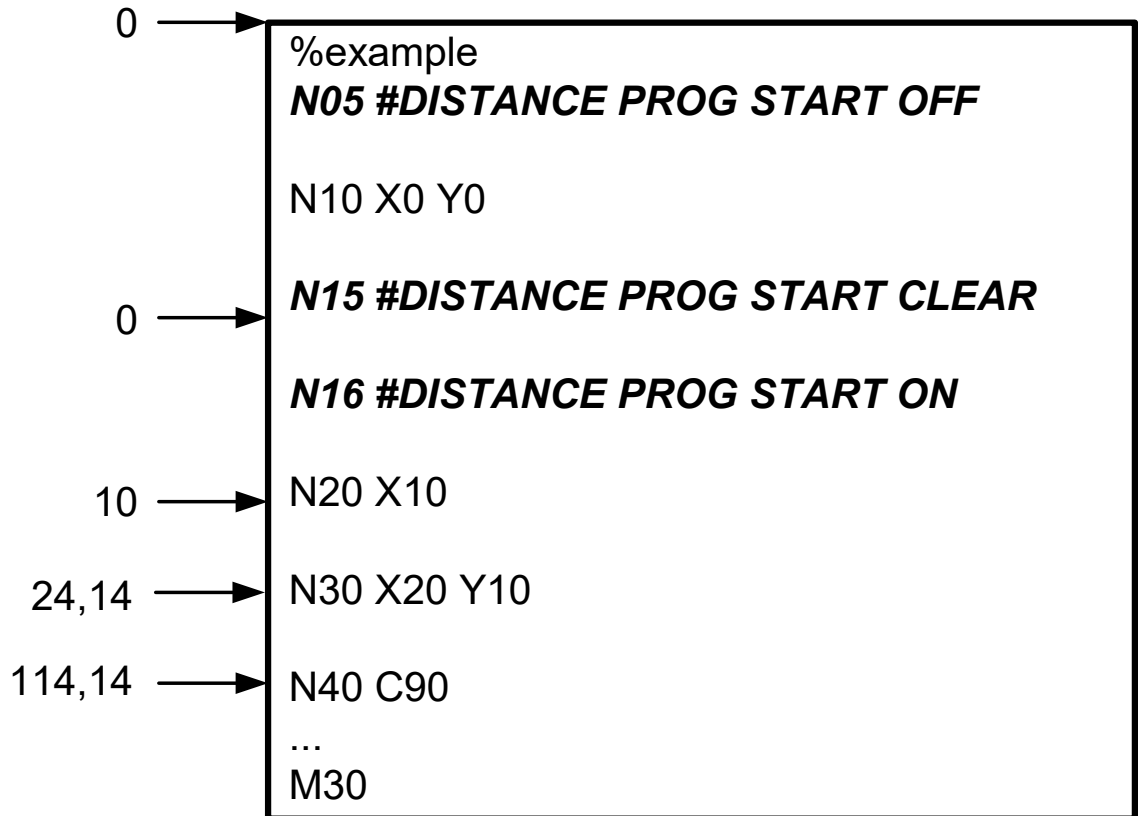 0
%example
N05 #DISTANCE PROG START OFF
N10 X0 Y0
N15 #DISTANCE PROG START CLEAR
0
N16 #DISTANCE PROG START ON
10 N20 X10
24,14 N30 X20 Y10
114,14 N40 C90
...
M30